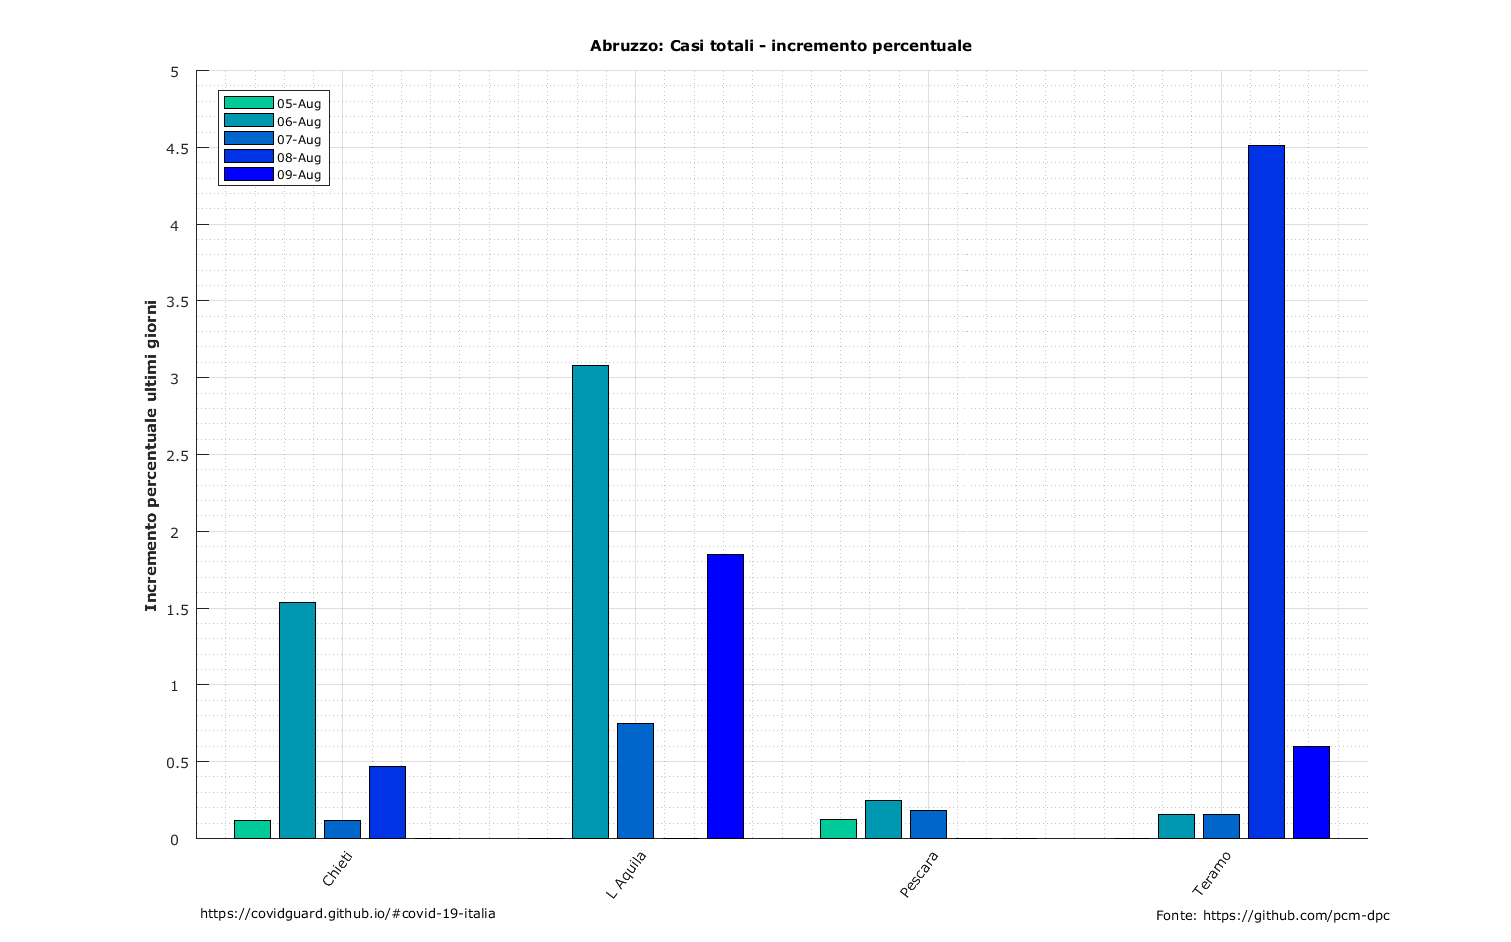 Abruzzo: Casi totali - incremento percentuale
5
4.5
4
3.5
3
2.5
2
1.5
1
0.5
0
Incremento percentuale ultimi giorni
05-Aug
06-Aug
07-Aug
08-Aug
09-Aug
Chieti
L Aquila
Pescara
Teramo
https://covidguard.github.io/#covid-19-italia
Fonte: https://github.com/pcm-dpc